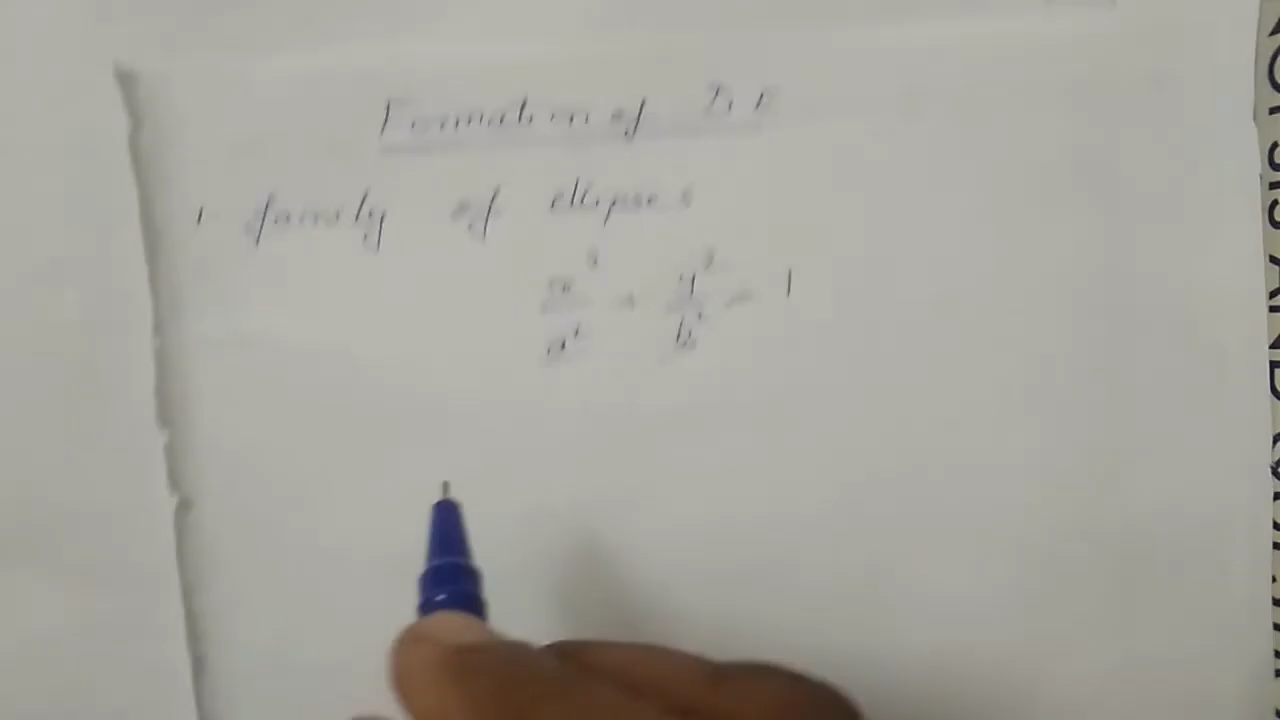 Formation of D.E
1. family of ellipses
x²/a² + y²/b² = 1